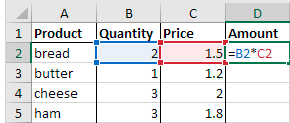 A B C D
1 Product Quantity Price Amount
2 bread 2 1.5 =B2*C2
3 butter 1 1.2
4 cheese 3 2
5 ham 3 1.8